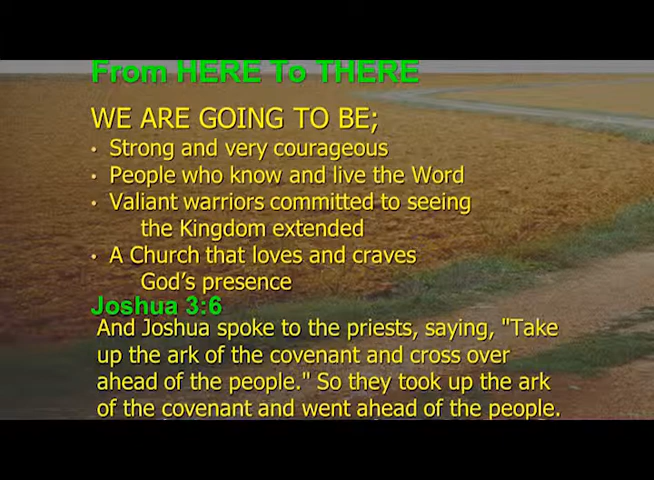 From HERE To THERE
WE ARE GOING TO BE;
• Strong and very courageous
• People who know and live the Word
• Valiant warriors committed to seeing
the Kingdom extended
• A Church that loves and craves
God's presence
Joshua 3:6
And Joshua spoke to the priests, saying, "Take
up the ark of the covenant and cross over
ahead of the people." So they took up the ark
of the covenant and went ahead of the people.